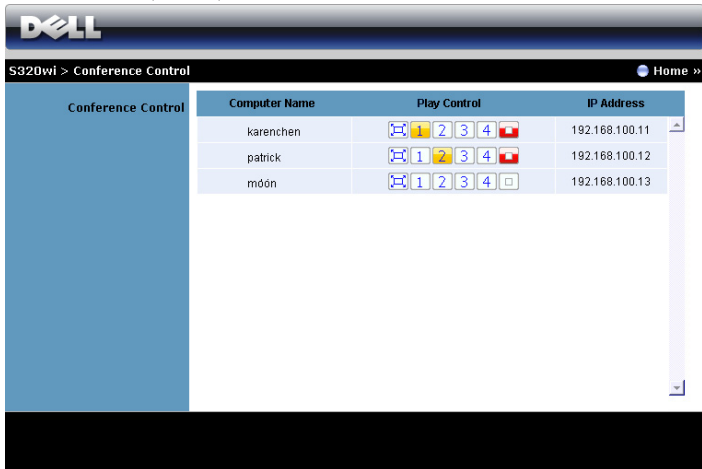 DELL
S320wi > Conference Control
Home »
Conference Control
Computer Name Play Control IP Address
karenchen 1 2 3 4 192.168.100.11
patrick 1 2 3 4 192.168.100.12
móón 1 2 3 4 192.168.100.13